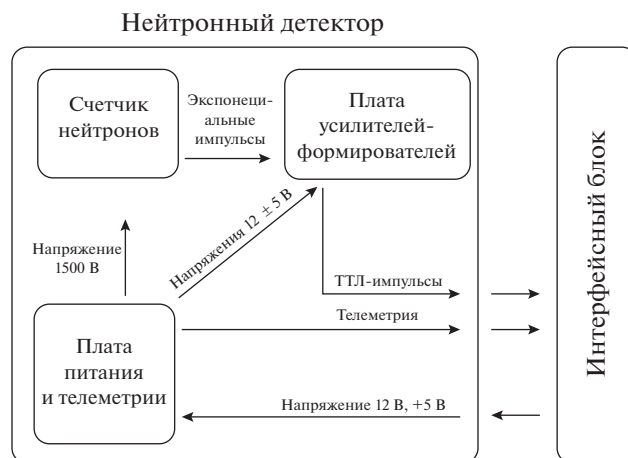 Нейтронный детектор
Счетчик
нейтронов
Экспонеци-
альные
импульсы
Плата
усилителей-
формирователей
Напряжение
1500 В
Напряжения 12 ± 5 В
ТТЛ-импульсы
Телеметрия
Плата
питания
и телеметрии
Напряжение 12 В, +5 В
Интерфейсный блок